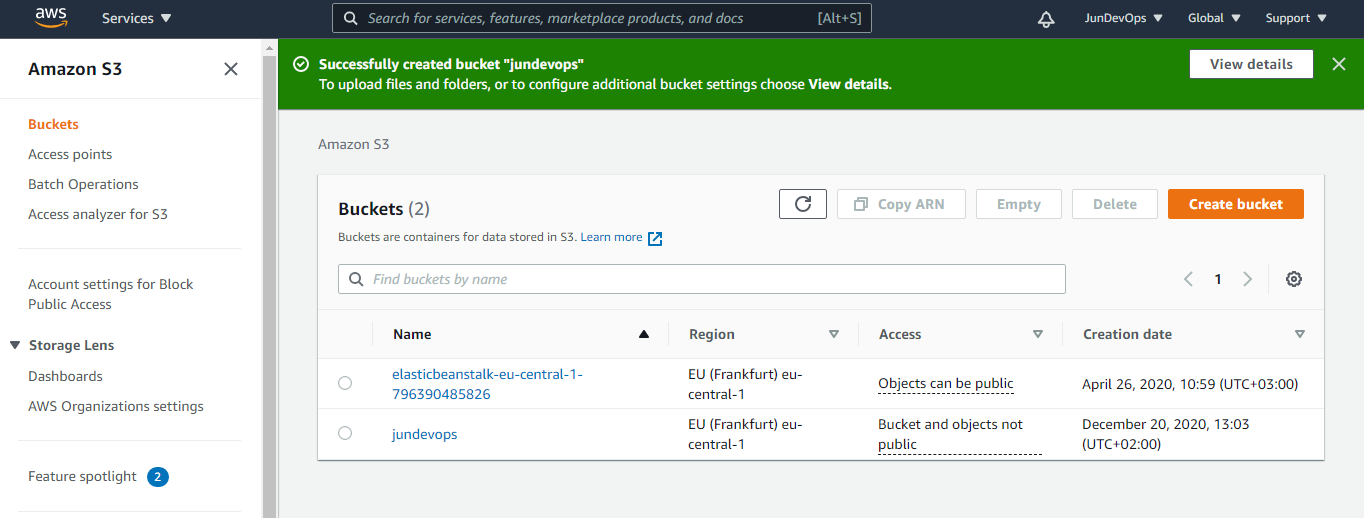 aws
Services
Search for services, features, marketplace products, and docs [Alt+S]
JunDevOps
Global
Support
Amazon S3
Buckets
Access points
Batch Operations
Access analyzer for S3
Account settings for Block
Public Access
Storage Lens
Dashboards
AWS Organizations settings
Feature spotlight 2
Successfully created bucket "jundevops"
To upload files and folders, or to configure additional bucket settings choose View details.
View details
Amazon S3
Buckets (2)
Copy ARN
Empty
Delete
Create bucket
Buckets are containers for data stored in S3. Learn more
Find buckets by name
1
Name Region Access Creation date
elasticbeanstalk-eu-central-1-
796390485826
EU (Frankfurt) eu-
central-1
Objects can be public
April 26, 2020, 10:59 (UTC+03:00)
jundevops
EU (Frankfurt) eu-
central-1
Bucket and objects not
public
December 20, 2020, 13:03
(UTC+02:00)